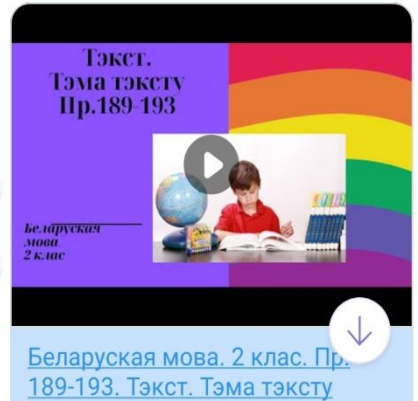 Тэкст.
Тэма тэксту
Пр.189-193
Беларуская
мова
2 клас
Беларуская мова. 2 клас. Пр.
189-193. Тэкст. Тэма тэксту